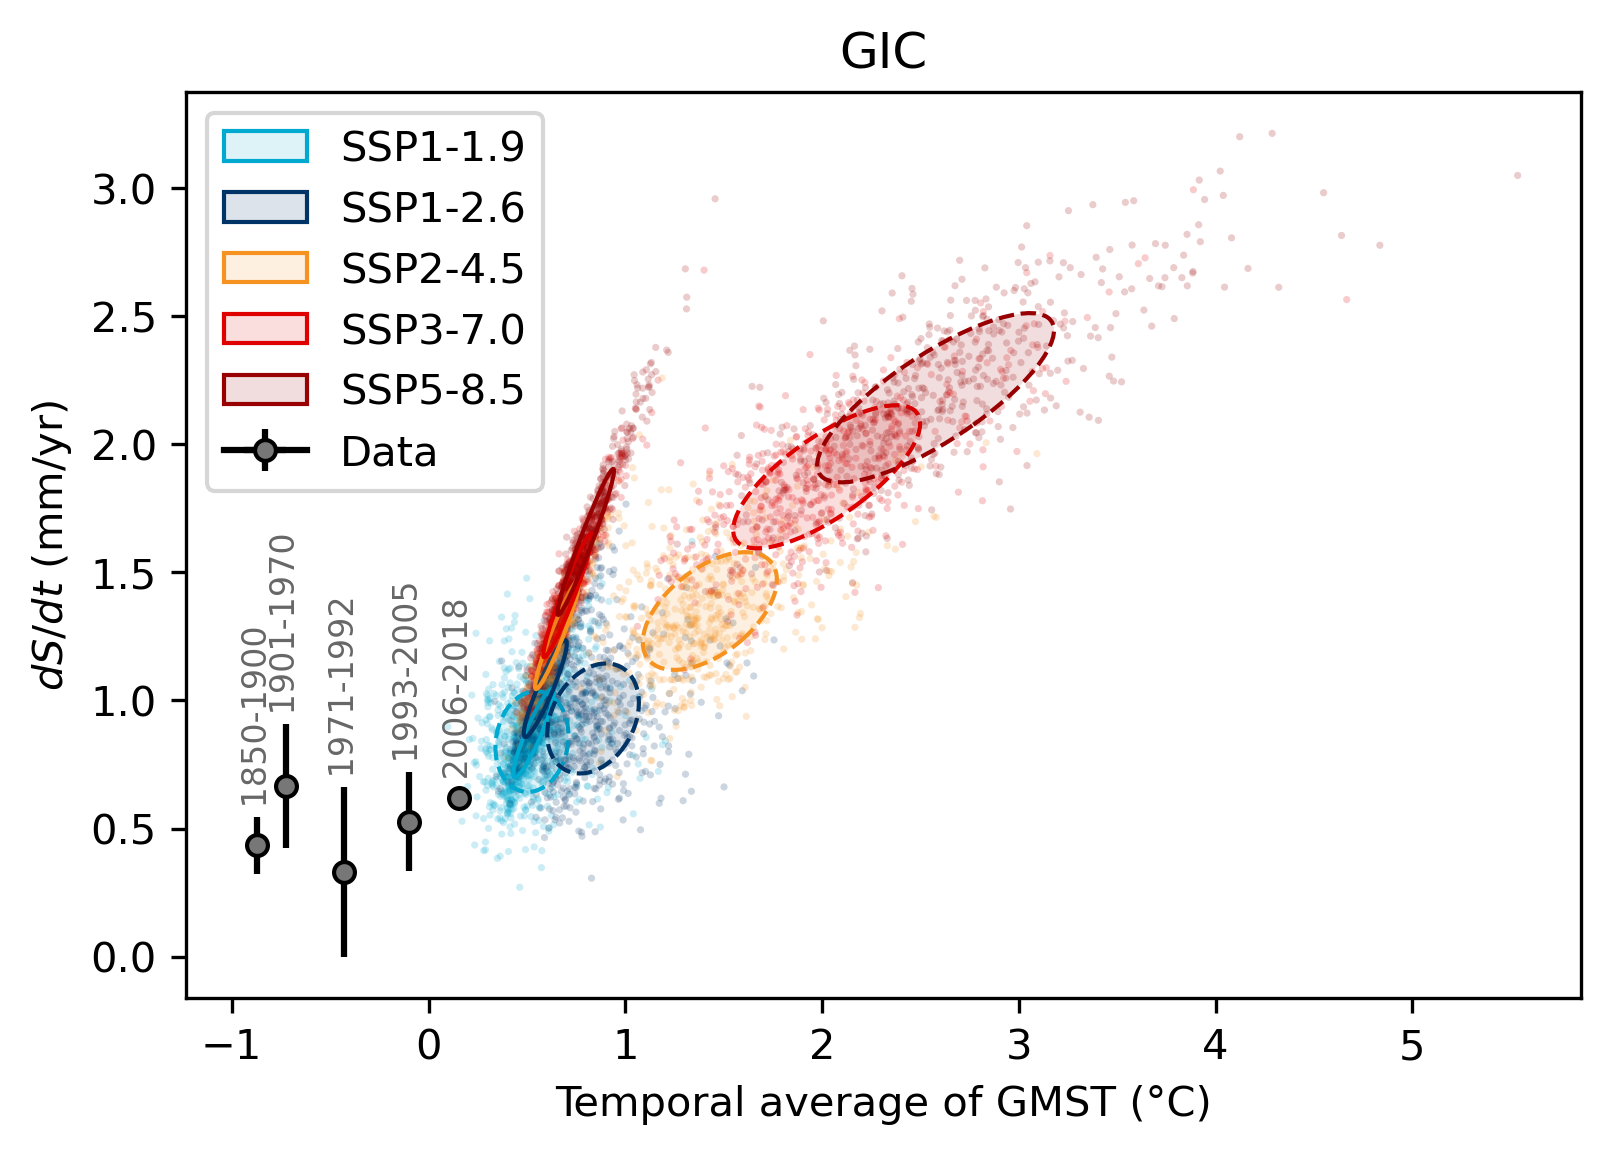 GIC
SSP1-1.9
SSP1-2.6
SSP2-4.5
SSP3-7.0
SSP5-8.5
Data
dS/dt (mm/yr)
3.0
2.5
2.0
1.5
1.0
0.5
0.0
1850-1900
1901-1970
1971-1992
1993-2005
2006-2018
−1
0
1
2
3
4
5
Temporal average of GMST (°C)